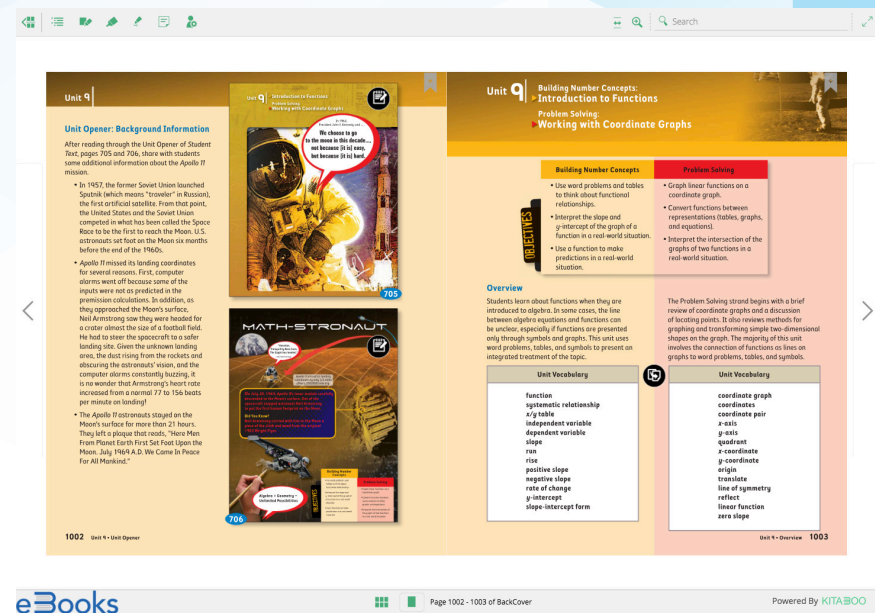 Search
Unit 9
Unit Opener: Background Information
After reading through the Unit Opener of Student
Text, pages 705 and 706, share with students
some additional information about the Apollo 11
mission.
• In 1957, the former Soviet Union launched
Sputnik (which means "traveler" in Russian),
the first artificial satellite. From that point,
the United States and the Soviet Union
competed in what has been called the Space
Race to be the first to reach the Moon. U.S.
astronauts set foot on the Moon six months
before the end of the 1960s.
• Apollo 11 missed its landing coordinates
for several reasons. First, computer
alarms went off because some of the
inputs were not as predicted in the
premission calculations. In addition, as
they approached the Moon's surface,
Neil Armstrong saw they were headed for
a crater almost the size of a football field.
He had to steer the spacecraft to a safer
landing site. Given the unknown landing
area, the dust rising from the rockets and
obscuring the astronauts' vision, and the
computer alarms constantly buzzing, it
is no wonder that Armstrong's heart rate
increased from a normal 77 to 156 beats
per minute on landing!
• The Apollo 11 astronauts stayed on the
Moon's surface for more than 21 hours.
They left a plaque that reads, "Here Men
From Planet Earth First Set Foot Upon the
Moon. July 1969 A.D. We Came In Peace
For All Mankind."
Unit 9
Introduction to Functions
Problem Solving
Working with Coordinate Graphs
We choose to go
to the moon in this decade...,
not because [it is] easy,
but because [it is] hard.
705
MATH-STRONAUT
Did You Know?
Algebra + Geometry =
Unlimited Possibilities
OBJECTIVES
Building Number
Concepts
706
1002 Unit 9 • Unit Opener
Unit 9
Building Number Concepts:
Introduction to Functions
Problem Solving:
Working with Coordinate Graphs
OBJECTIVES
Building Number Concepts
• Use word problems and tables
to think about functional
relationships.
• Interpret the slope and
y-intercept of the graph of a
function in a real-world situation.
• Use a function to make
predictions in a real-world
situation.
Problem Solving
• Graph linear functions on a
coordinate graph.
• Convert functions between
representations (tables, graphs,
and equations).
• Interpret the intersection of the
graphs of two functions in a
real-world situation.
Overview
Students learn about functions when they are
introduced to algebra. In some cases, the line
between algebra equations and functions can
be unclear, especially if functions are presented
only through symbols and graphs. This unit uses
word problems, tables, and symbols to present an
integrated treatment of the topic.
The Problem Solving strand begins with a brief
review of coordinate graphs and a discussion
of locating points. It also reviews methods for
graphing and transforming simple two-dimensional
shapes on the graph. The majority of this unit
involves the connection of functions as lines on
graphs to word problems, tables, and symbols.
Unit Vocabulary
function
systematic relationship
x/y table
independent variable
dependent variable
slope
run
rise
positive slope
negative slope
rate of change
y-intercept
slope-intercept form
Unit Vocabulary
coordinate graph
coordinates
coordinate pair
x-axis
y-axis
quadrant
x-coordinate
y-coordinate
origin
translate
line of symmetry
reflect
linear function
zero slope
Unit 9 • Overview 1003
eBooks
Page 1002 - 1003 of BackCover
Powered By KITABOO